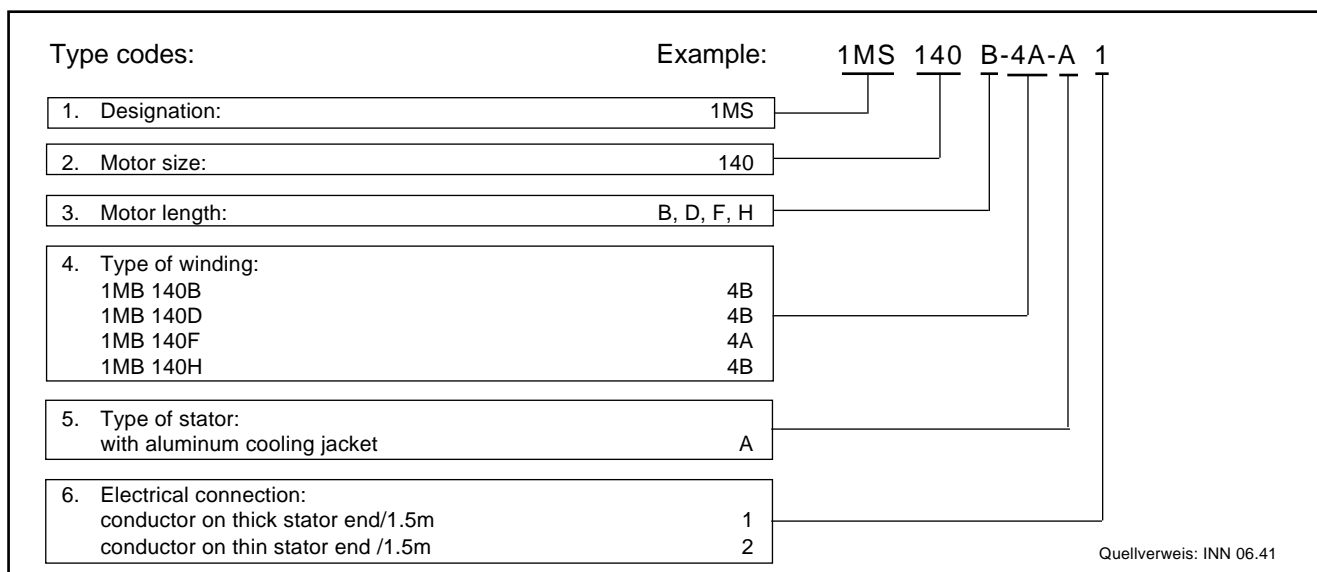 Type codes: Example: 1MS 140 B-4A-A 1
1. Designation: 1MS
2. Motor size: 140
3. Motor length: B, D, F, H
4. Type of winding:
1MB 140B 4B
1MB 140D 4B
1MB 140F 4A
1MB 140H 4B
5. Type of stator:
with aluminum cooling jacket A
6. Electrical connection:
conductor on thick stator end/1.5m 1
conductor on thin stator end /1.5m 2
Quellverweis: INN 06.41